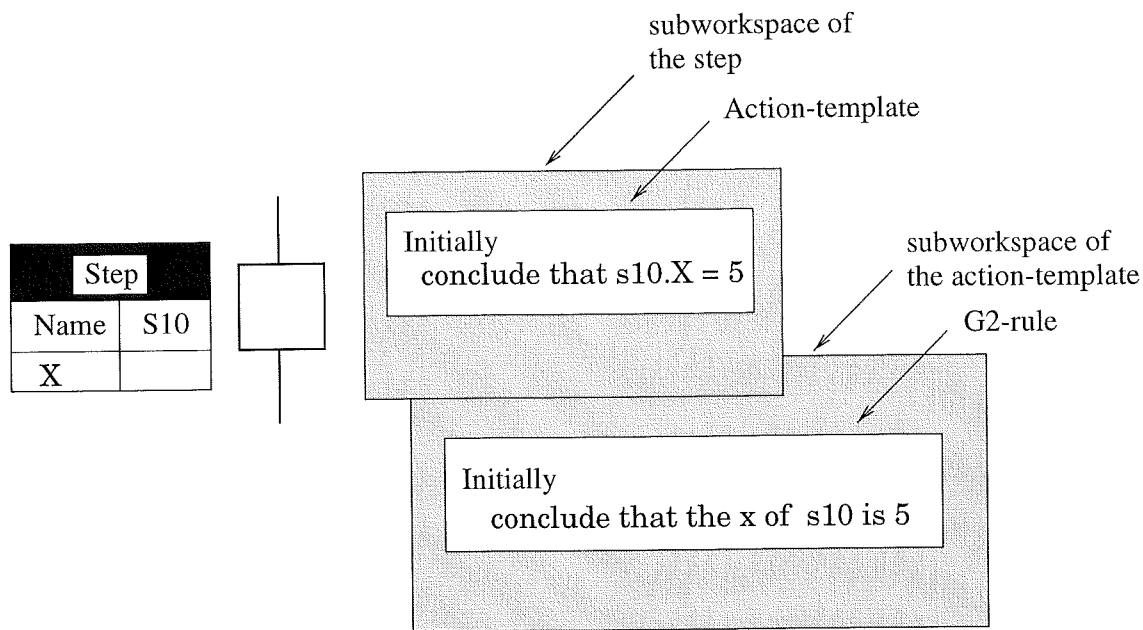 subworkspace of
the step
Action-template
Initially
conclude that s10.X = 5
Step
Name S10
X
subworkspace of
the action-template
G2-rule
Initially
conclude that the x of s10 is 5